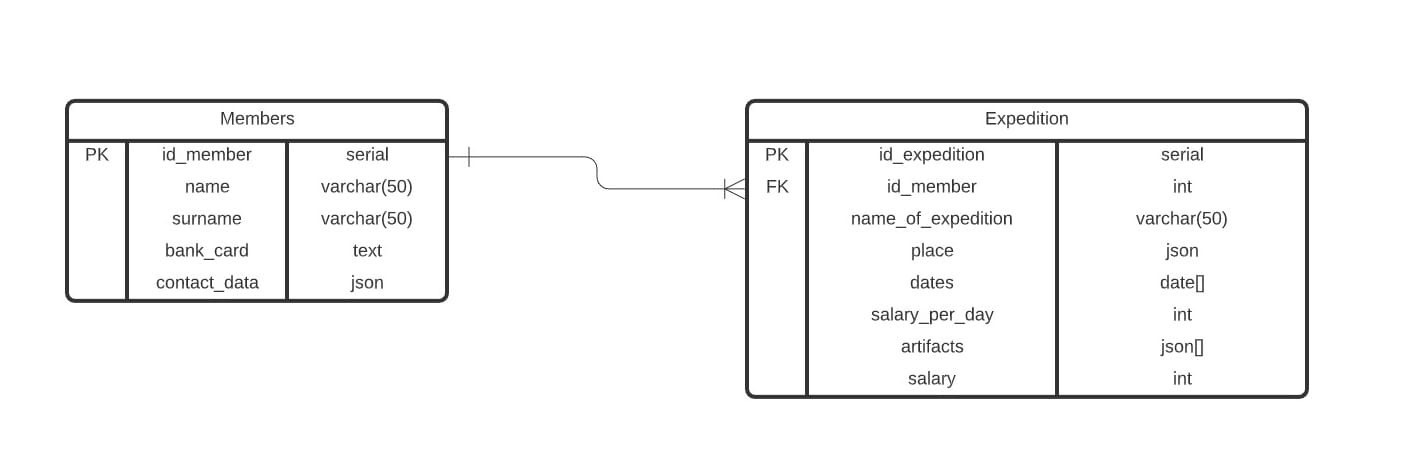 Members
PK id_member serial
name varchar(50)
surname varchar(50)
bank_card text
contact_data json
Expedition
PK id_expedition serial
FK id_member int
name_of_expedition varchar(50)
place json
dates date[]
salary_per_day int
artifacts json[]
salary int